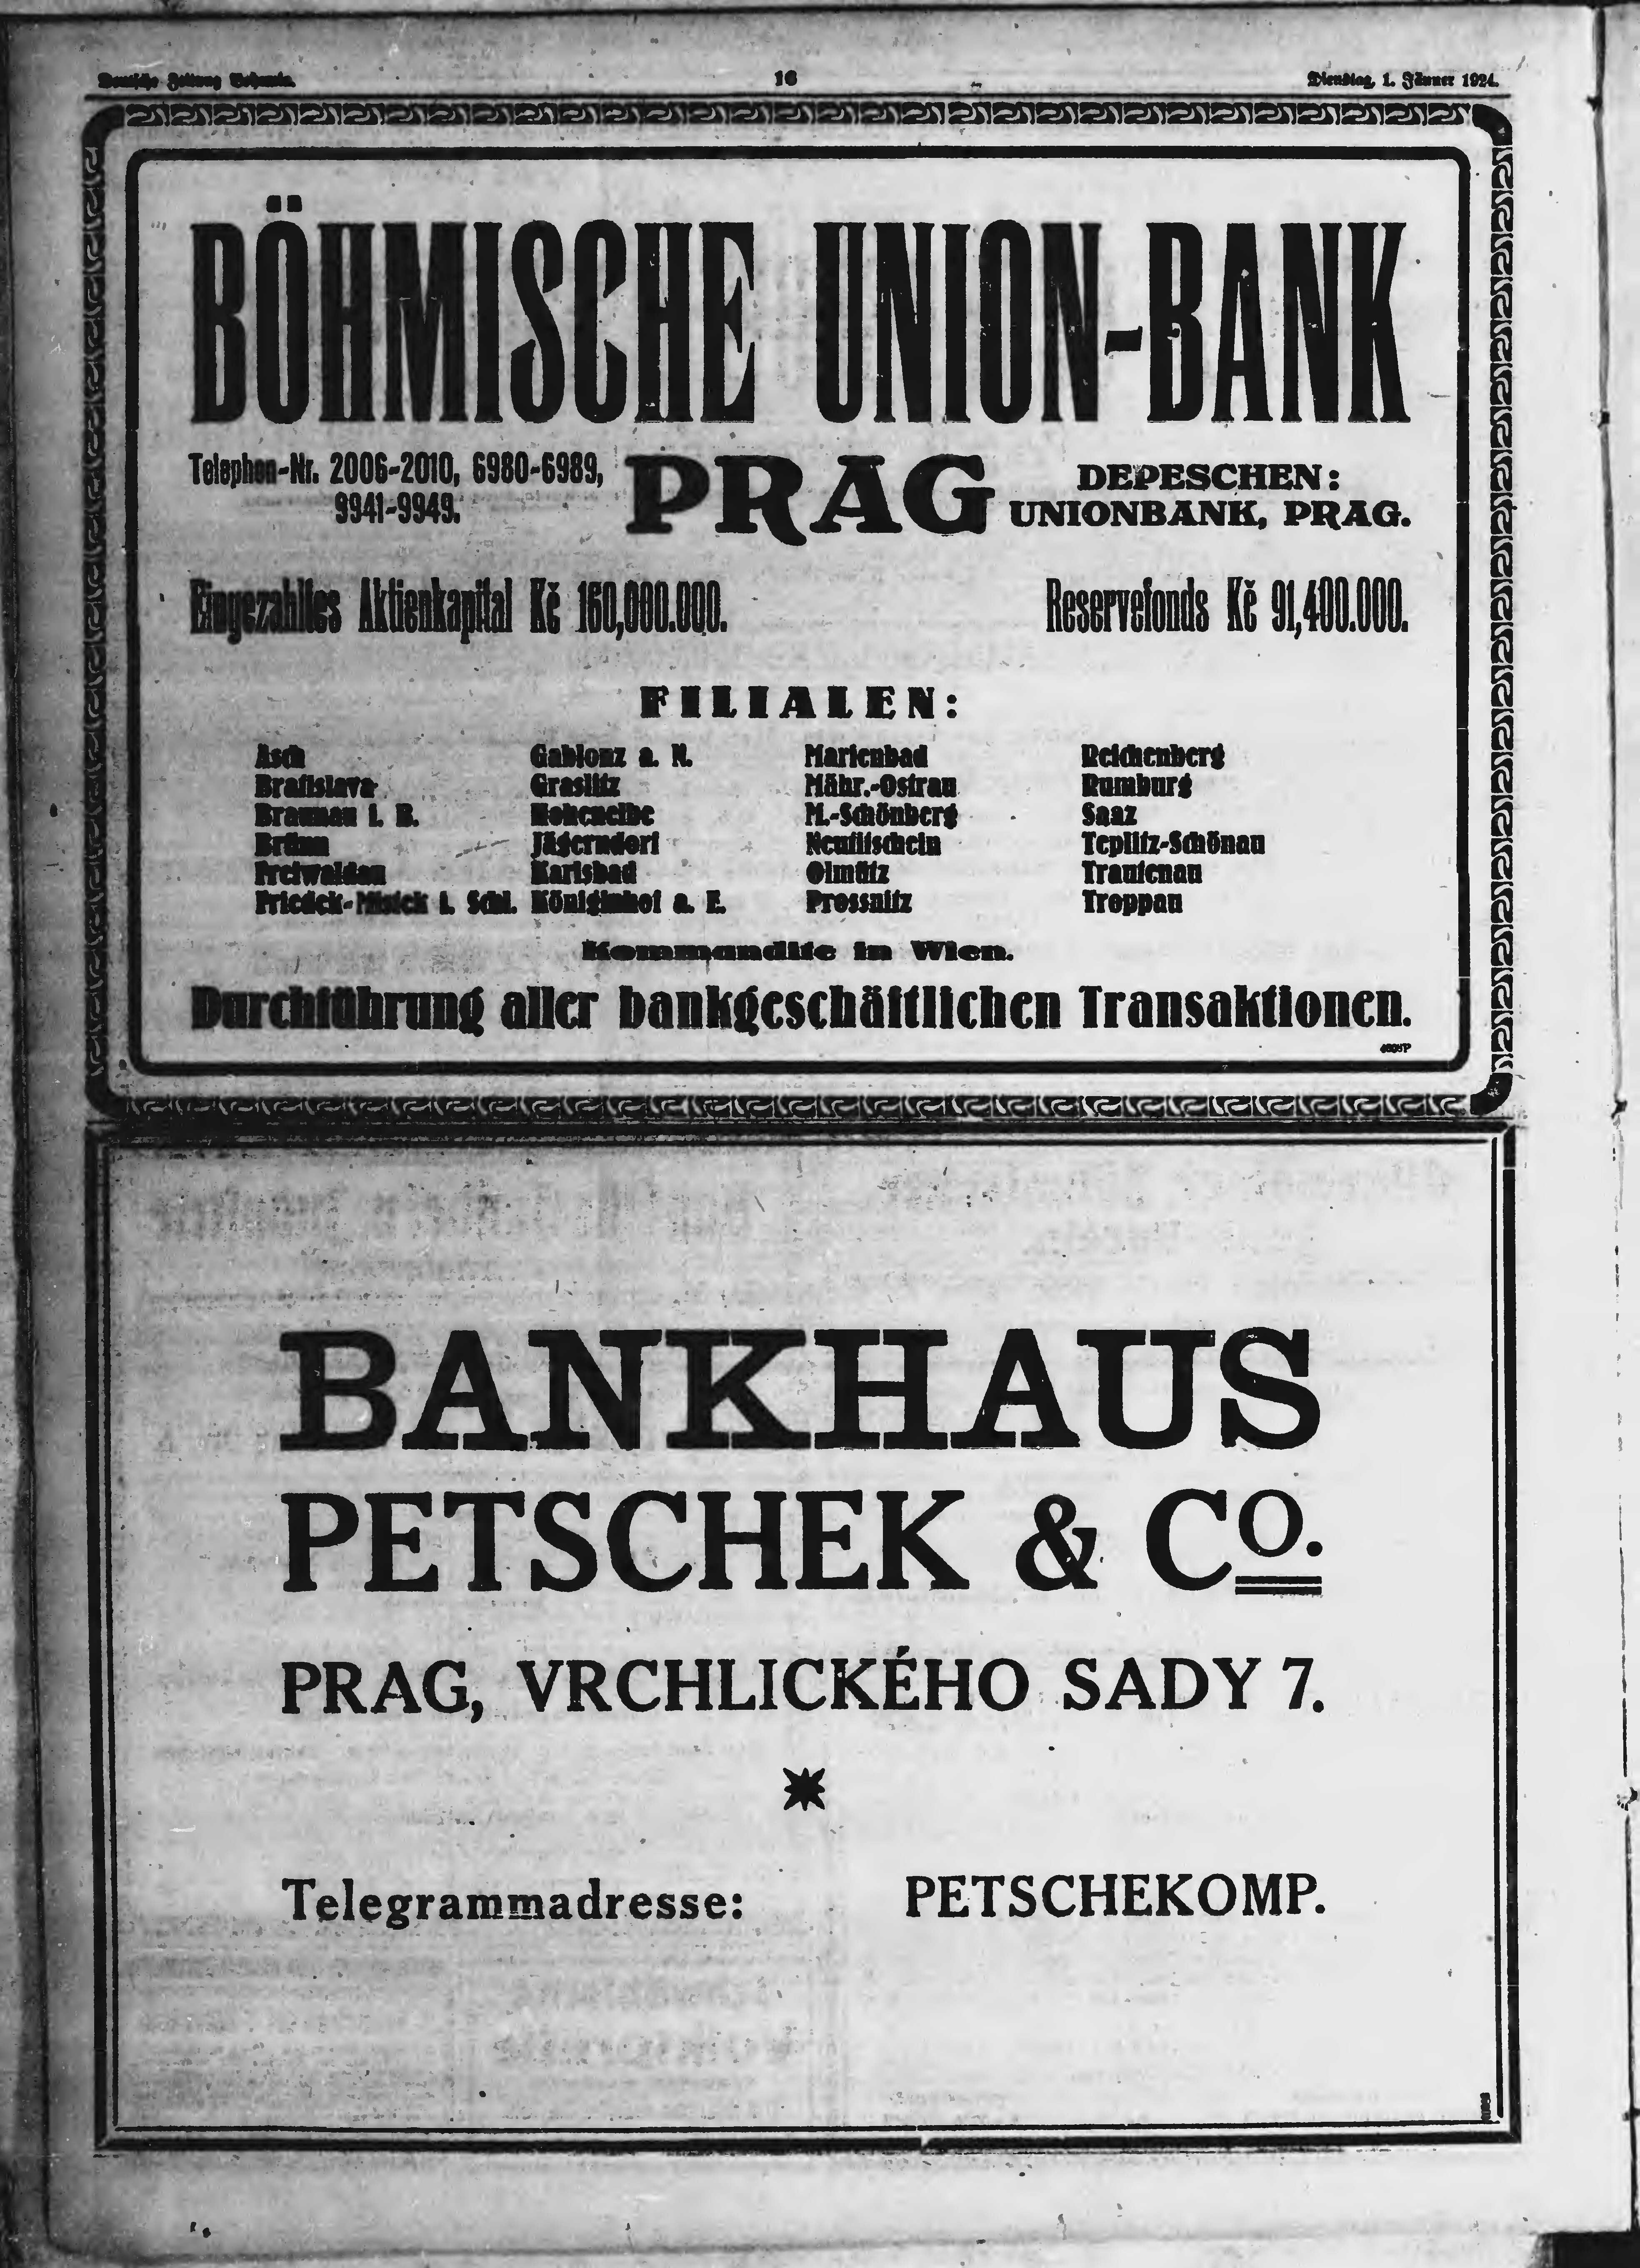 Deutsche Zeitung Bohemia. 16 Dienstag, 1. Jänner 1924.
BÖHMISCHE UNION-BANK
Telephon-Nr. 2006-2010, 6980-6989,
9941-9949.
PRAG
DEPESCHEN:
UNIONBANK, PRAG.
Eingezahltes Aktienkapital Kč 160,000.000. Reservefonds Kč 91,400.000.
FILIALEN:
Asch Gablonz a. N. Marienbad Reichenberg
Bratislava Graslitz Mähr.-Ostrau Rumburg
Braunau i. B. Hohenelbe M.-Schönberg Saaz
Brünn Jägerndorf Neutitschein Teplitz-Schönau
Freiwaldau Karlsbad Olmütz Trautenau
Friedek-Mistek i. Schl. Königinhof a. E. Prossnitz Troppau
Kommandite in Wien.
Durchführung aller bankgeschäftlichen Transaktionen.
BANKHAUS
PETSCHEK & Co.
PRAG, VRCHLICKÉHO SADY 7.
Telegrammadresse: PETSCHEKOMP.